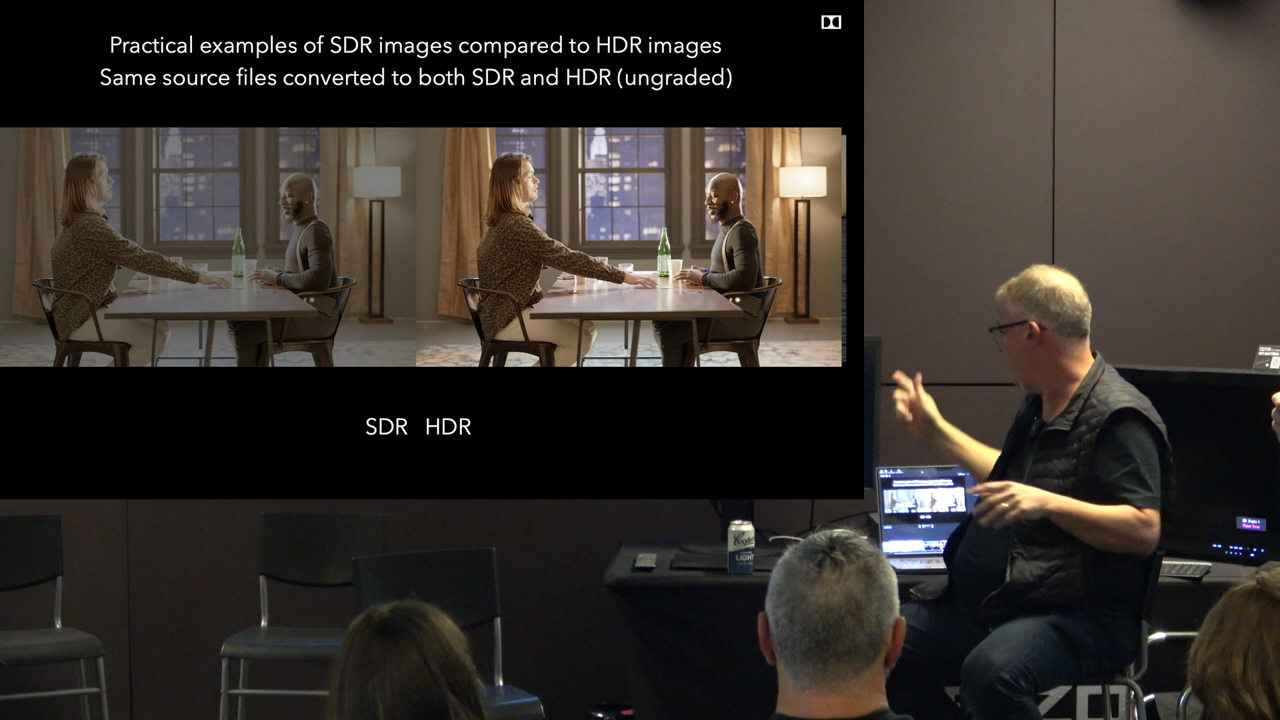 Practical examples of SDR images compared to HDR images
Same source files converted to both SDR and HDR (ungraded)
SDR HDR
LIGHT